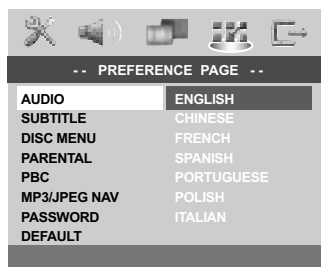 -- PREFERENCE PAGE --
AUDIO ENGLISH
SUBTITLE CHINESE
DISC MENU FRENCH
PARENTAL SPANISH
PBC PORTUGUESE
MP3/JPEG NAV POLISH
PASSWORD ITALIAN
DEFAULT